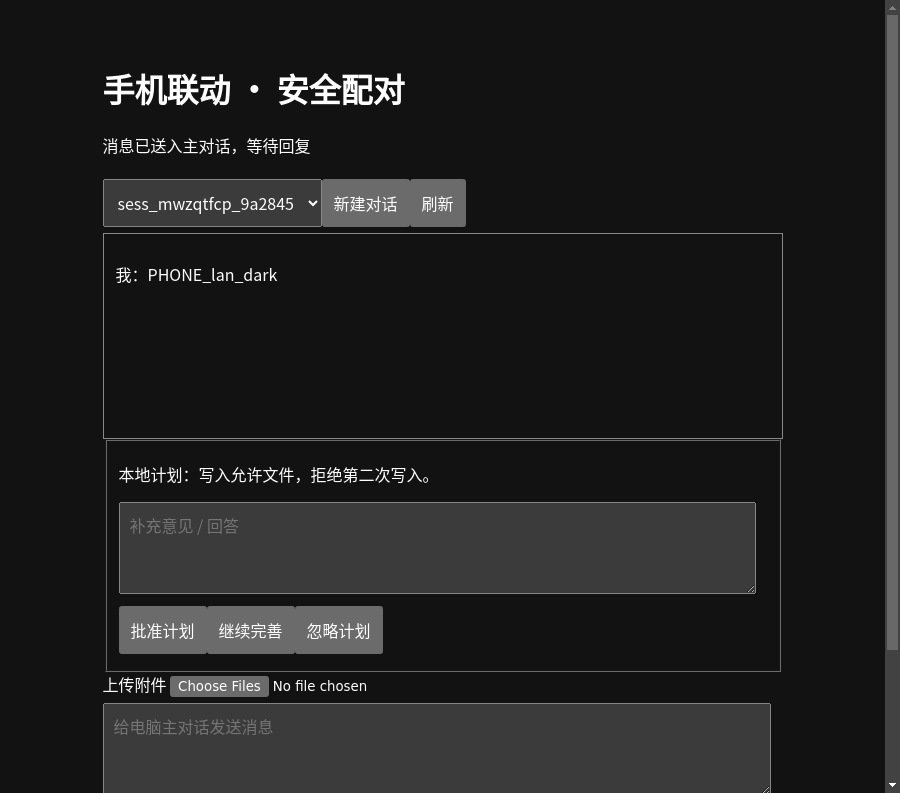 手机联动 · 安全配对
消息已送入主对话，等待回复
sess_mwzqtfcp_9a2845 新建对话 刷新
我：PHONE_lan_dark
本地计划：写入允许文件，拒绝第二次写入。
补充意见 / 回答
批准计划 继续完善 忽略计划
上传附件 Choose Files No file chosen
给电脑主对话发送消息